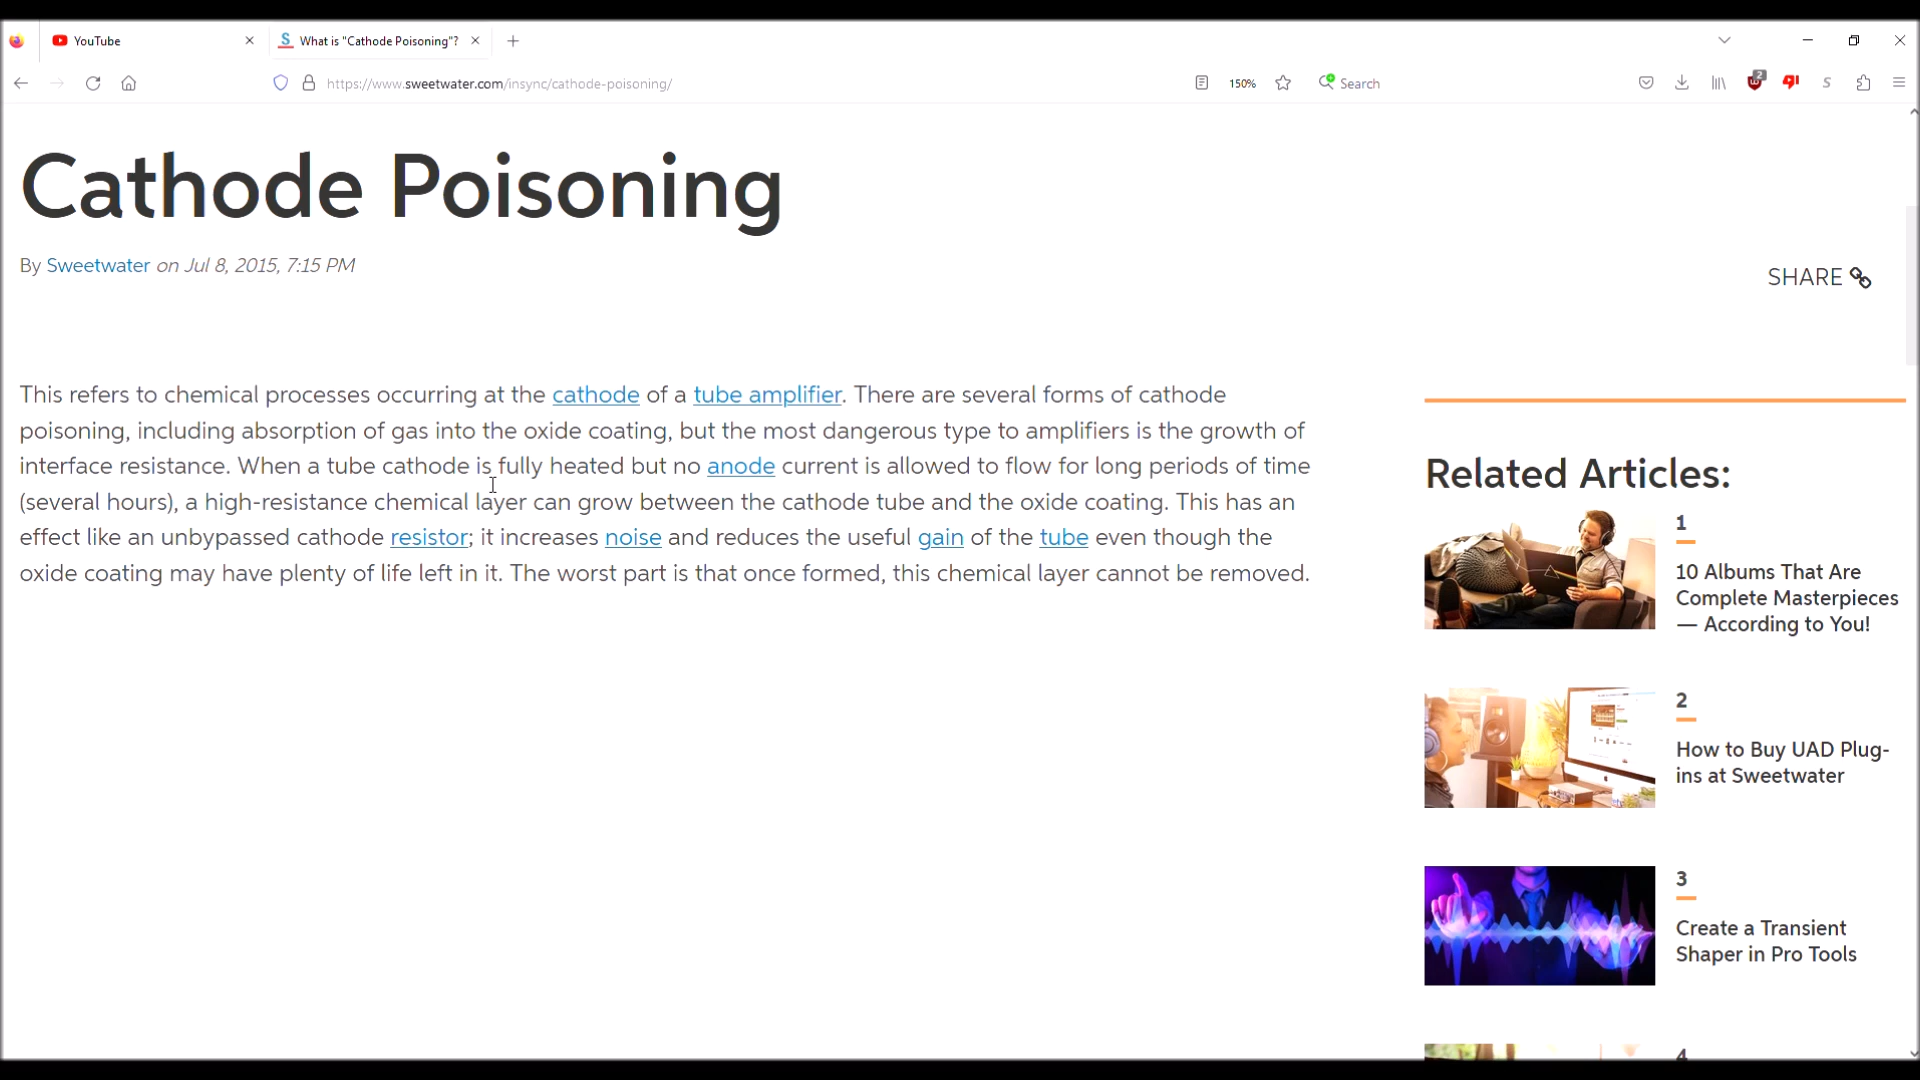 YouTube
What is "Cathode Poisoning"?
https://www.sweetwater.com/insync/cathode-poisoning/
150%
Search
2
Cathode Poisoning
By Sweetwater on Jul 8, 2015, 7:15 PM
SHARE
This refers to chemical processes occurring at the cathode of a tube amplifier. There are several forms of cathode
poisoning, including absorption of gas into the oxide coating, but the most dangerous type to amplifiers is the growth of
interface resistance. When a tube cathode is fully heated but no anode current is allowed to flow for long periods of time
(several hours), a high-resistance chemical layer can grow between the cathode tube and the oxide coating. This has an
effect like an unbypassed cathode resistor; it increases noise and reduces the useful gain of the tube even though the
oxide coating may have plenty of life left in it. The worst part is that once formed, this chemical layer cannot be removed.
Related Articles:
1
10 Albums That Are
Complete Masterpieces
— According to You!
2
How to Buy UAD Plug-
ins at Sweetwater
3
Create a Transient
Shaper in Pro Tools
4